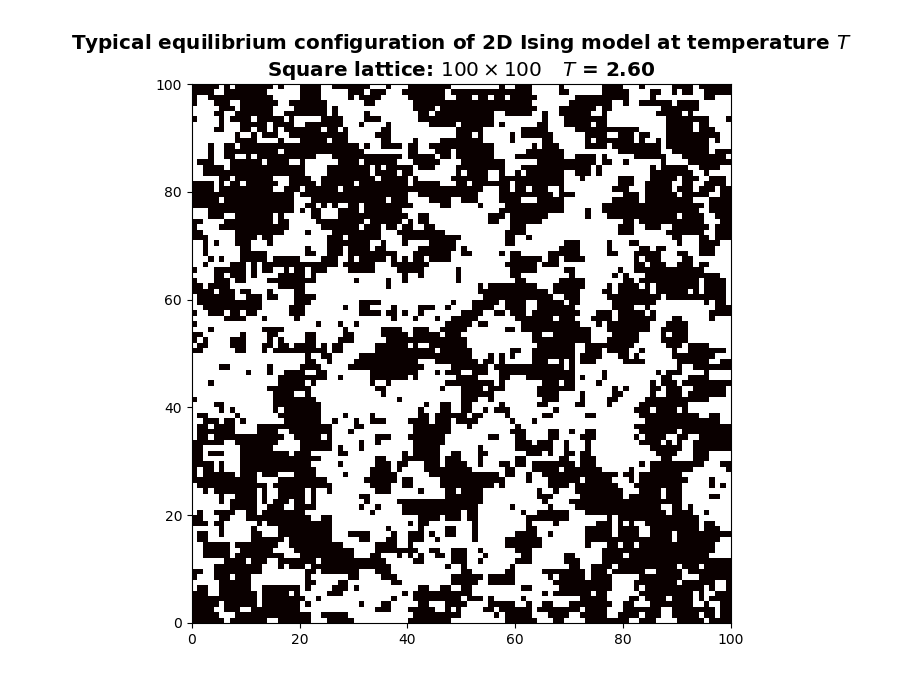 Typical equilibrium configuration of 2D Ising model at temperature T
Square lattice: 100 × 100 T = 2.60
100
80
60
40
20
0
0 20 40 60 80 100